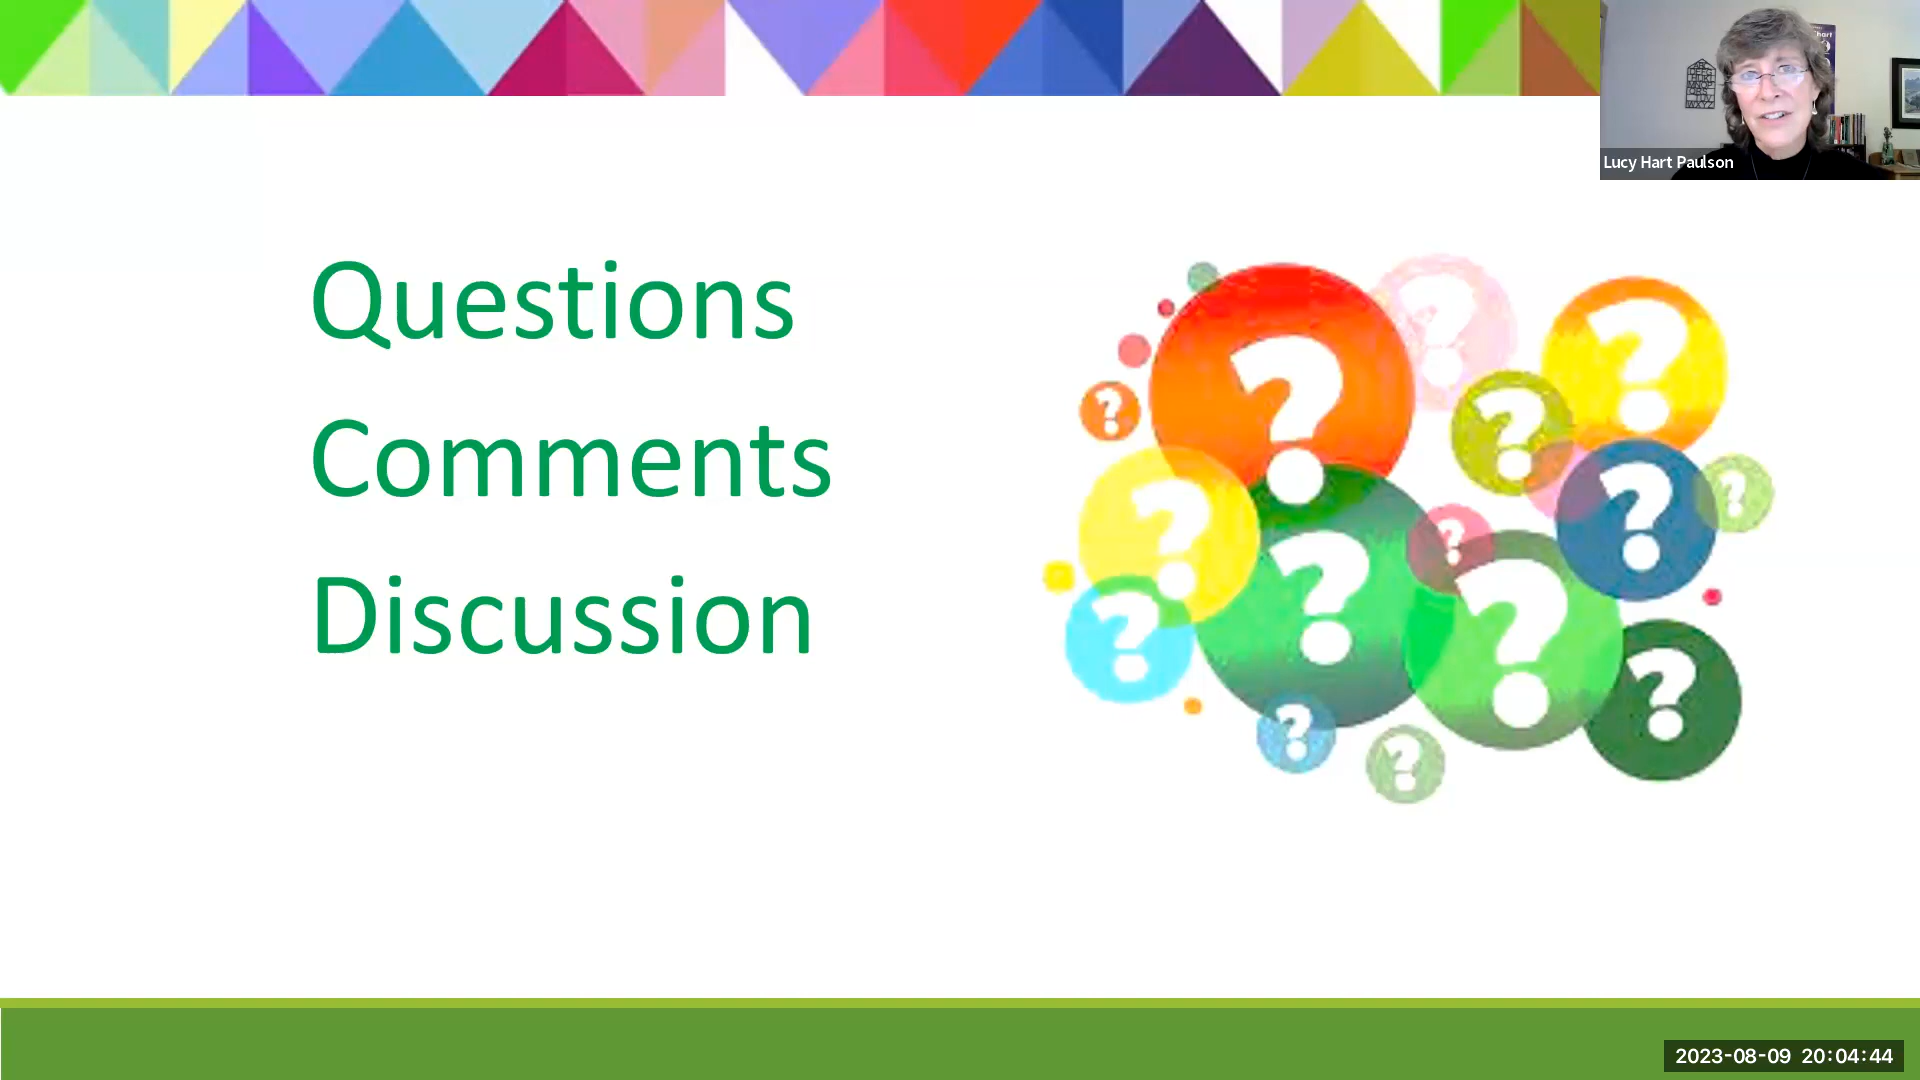 Lucy Hart Paulson
Questions
Comments
Discussion
? ? ? ? ? ? ? ? ? ? ? ? ? ?
2023-08-09 20:04:44